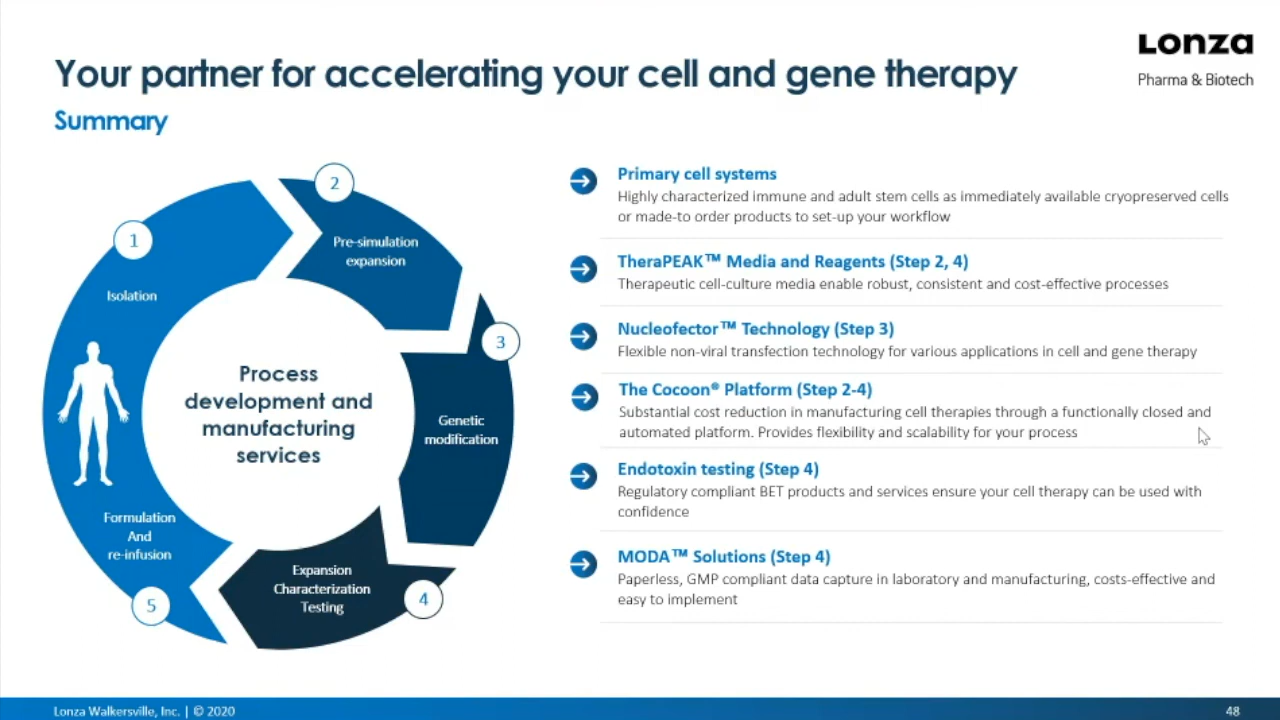 Lonza
Pharma & Biotech
Your partner for accelerating your cell and gene therapy
Summary
1
Isolation
2
Pre-simulation
expansion
3
Genetic
modification
4
Expansion
Characterization
Testing
5
Formulation
And
re-infusion
Process
development and
manufacturing
services
Primary cell systems
Highly characterized immune and adult stem cells as immediately available cryopreserved cells
or made-to order products to set-up your workflow
TheraPEAK™ Media and Reagents (Step 2, 4)
Therapeutic cell-culture media enable robust, consistent and cost-effective processes
Nucleofector™ Technology (Step 3)
Flexible non-viral transfection technology for various applications in cell and gene therapy
The Cocoon® Platform (Step 2-4)
Substantial cost reduction in manufacturing cell therapies through a functionally closed and
automated platform. Provides flexibility and scalability for your process
Endotoxin testing (Step 4)
Regulatory compliant BET products and services ensure your cell therapy can be used with
confidence
MODA™ Solutions (Step 4)
Paperless, GMP compliant data capture in laboratory and manufacturing, costs-effective and
easy to implement
Lonza Walkersville, Inc. | © 2020
48